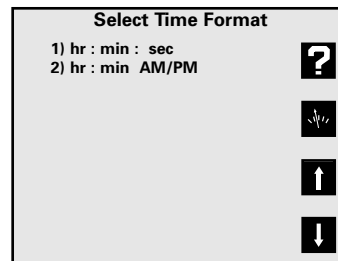 Select Time Format
1) hr : min : sec
2) hr : min AM/PM
?